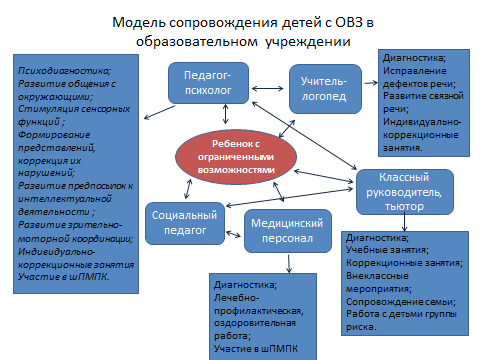 Модель сопровождения детей с ОВЗ в
образовательном учреждении
Психодиагностика;
Развитие общения с
окружающими;
Стимуляция сенсорных
функций ;
Формирование
представлений,
коррекция их
нарушений;
Развитие предпосылок к
интеллектуальной
деятельности ;
Развитие зрительно-
моторной координации;
Индивидуально-
коррекционные занятия
Участие в шПМПК.
Педагог-
психолог
Учитель-
логопед
Диагностика;
Исправление
дефектов речи;
Развитие связной
речи;
Индивидуально-
коррекционные
занятия.
Ребенок с
ограниченными
возможностями
Классный
руководитель,
тьютор
Социальный
педагог
Медицинский
персонал
Диагностика;
Учебные занятия;
Коррекционные занятия;
Внеклассные
мероприятия;
Сопровождение семьи;
Работа с детьми группы
риска.
Диагностика;
Лечебно-
профилактическая,
оздоровительная
работа;
Участие в шПМПК